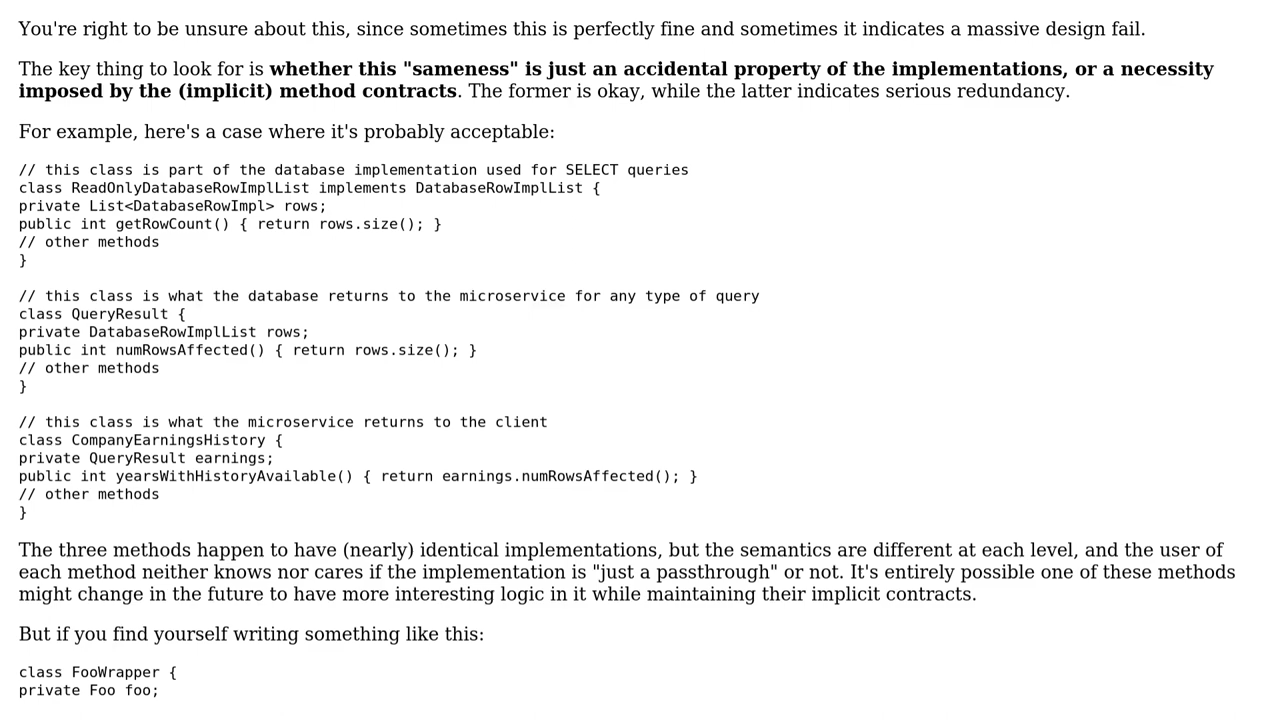 You're right to be unsure about this, since sometimes this is perfectly fine and sometimes it indicates a massive design fail.
The key thing to look for is whether this "sameness" is just an accidental property of the implementations, or a necessity
imposed by the (implicit) method contracts. The former is okay, while the latter indicates serious redundancy.
For example, here's a case where it's probably acceptable:
// this class is part of the database implementation used for SELECT queries
class ReadOnlyDatabaseRowImplList implements DatabaseRowImplList {
private List<DatabaseRowImpl> rows;
public int getRowCount() { return rows.size(); }
// other methods
}
// this class is what the database returns to the microservice for any type of query
class QueryResult {
private DatabaseRowImplList rows;
public int numRowsAffected() { return rows.size(); }
// other methods
}
// this class is what the microservice returns to the client
class CompanyEarningsHistory {
private QueryResult earnings;
public int yearsWithHistoryAvailable() { return earnings.numRowsAffected(); }
// other methods
}
The three methods happen to have (nearly) identical implementations, but the semantics are different at each level, and the user of
each method neither knows nor cares if the implementation is "just a passthrough" or not. It's entirely possible one of these methods
might change in the future to have more interesting logic in it while maintaining their implicit contracts.
But if you find yourself writing something like this:
class FooWrapper {
private Foo foo;